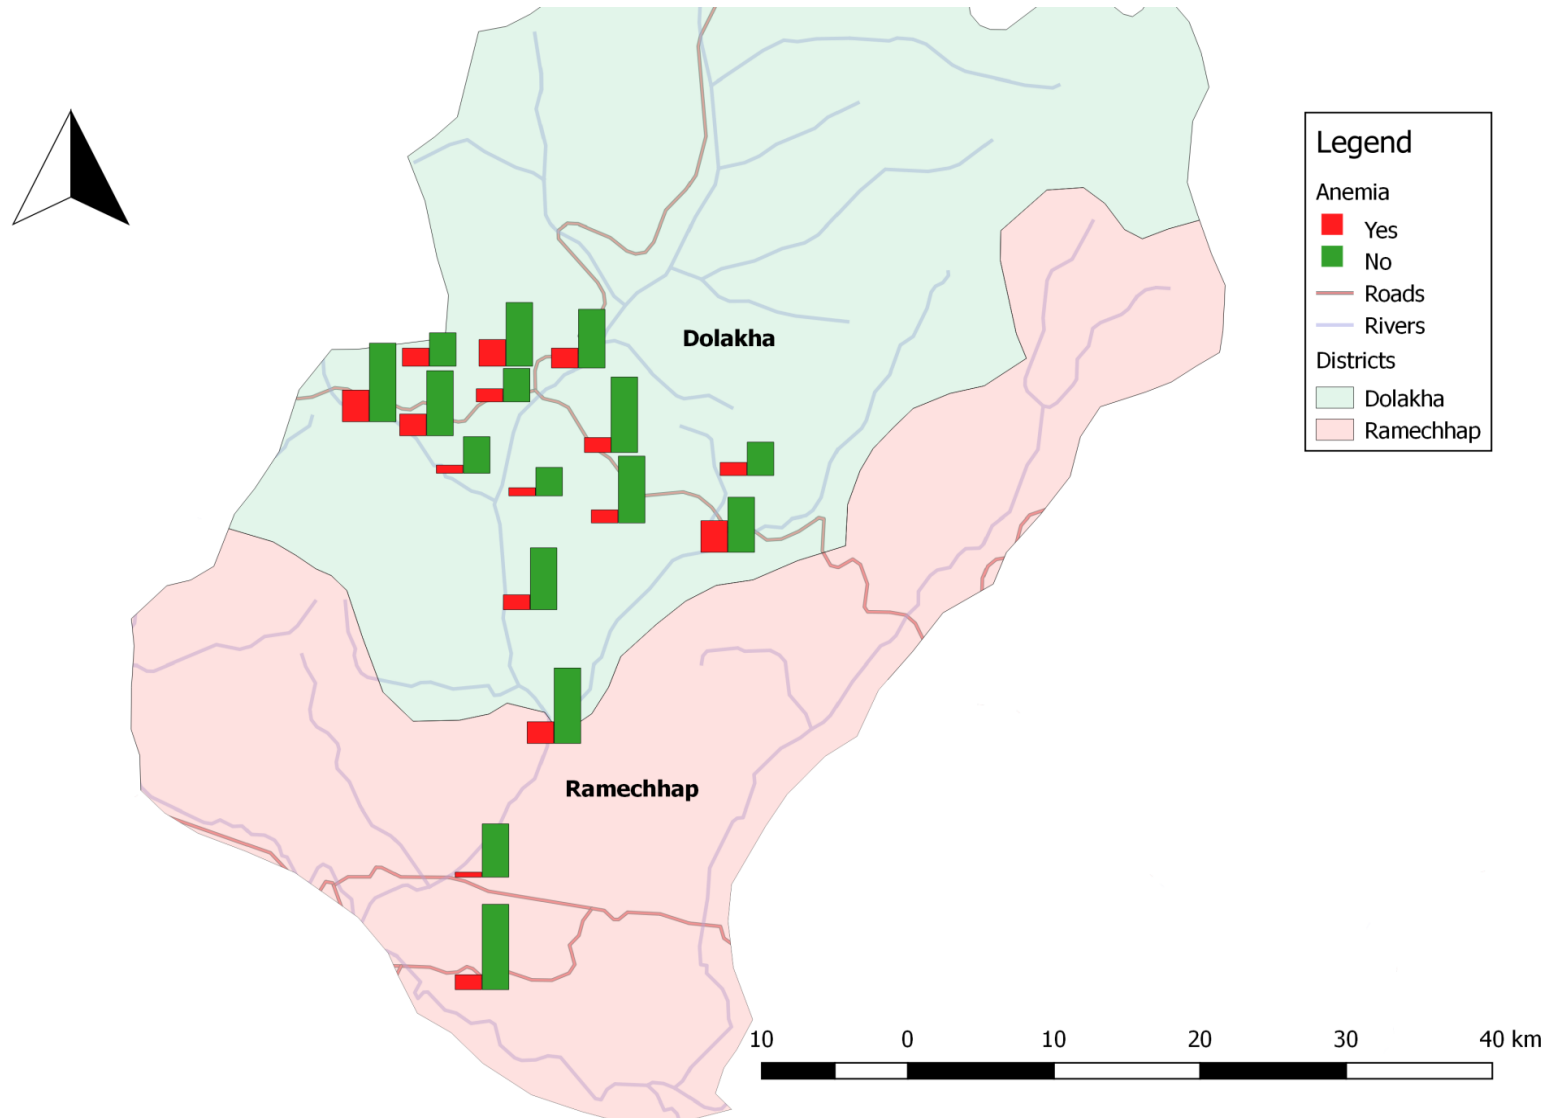 Legend
Anemia
Yes
No
Roads
Rivers
Districts
Dolakha
Ramechhap
Dolakha
Ramechhap
10 0 10 20 30 40 km